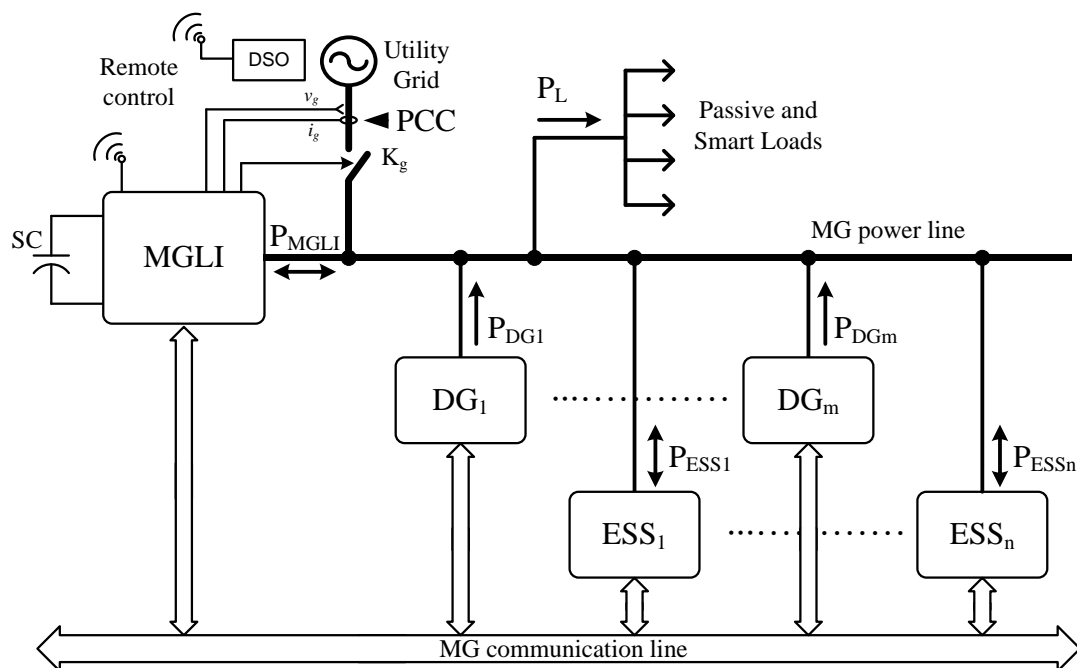 Remote
control
DSO
Utility
Grid
v_g
i_g
PCC
K_g
P_L
Passive and
Smart Loads
SC
MGLI
P_MGLI
MG power line
P_DG1
P_DGm
DG_1
DG_m
P_ESS1
P_ESSn
ESS_1
ESS_n
MG communication line